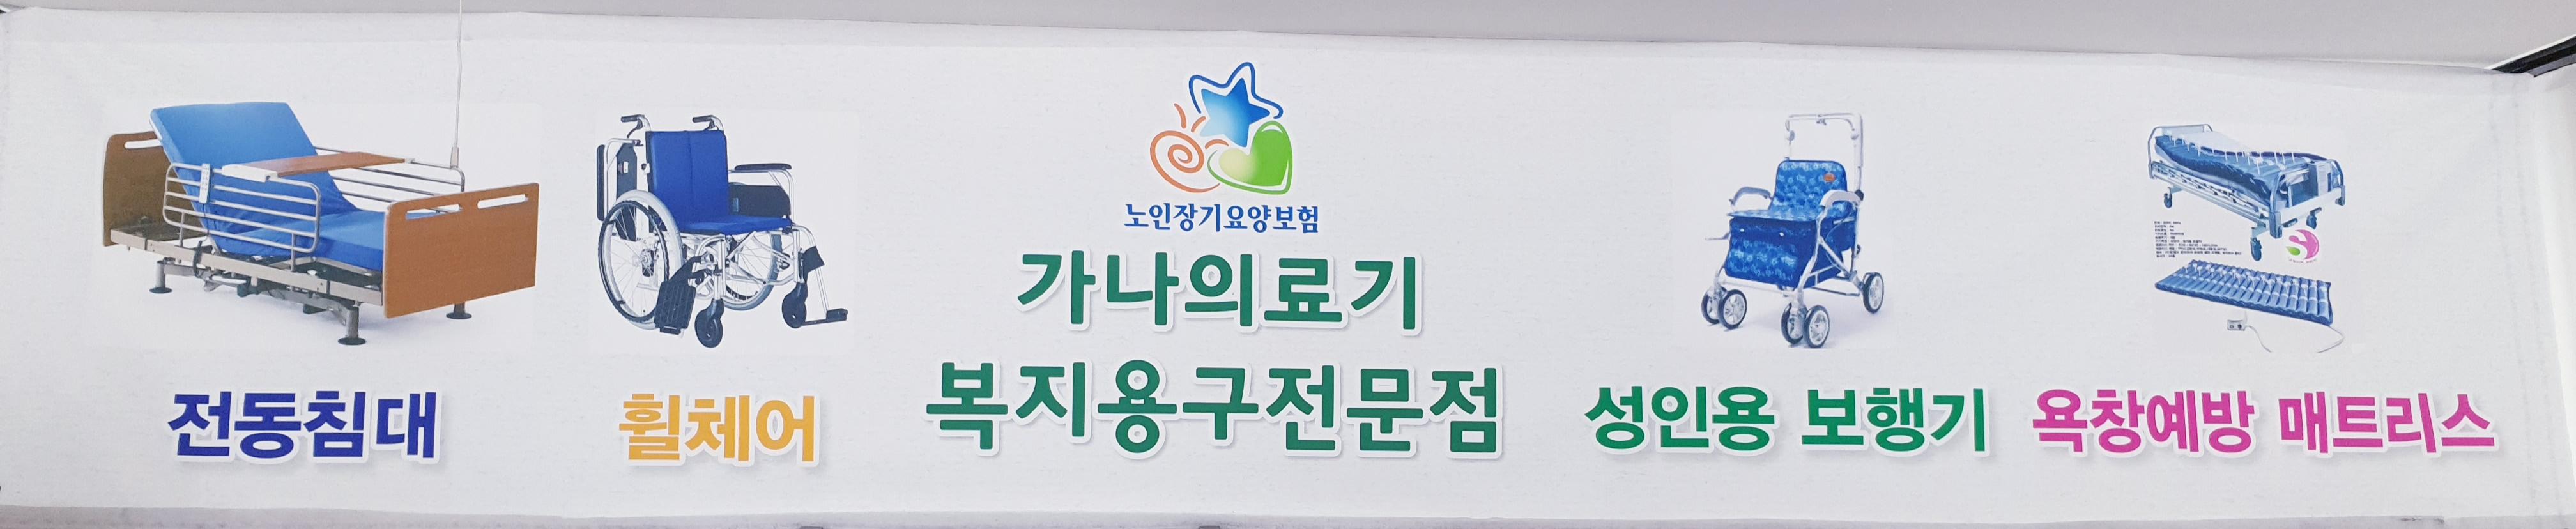 노인장기요양보험
가나의료기
복지용구전문점
전동침대
휠체어
성인용 보행기
욕창예방 매트리스